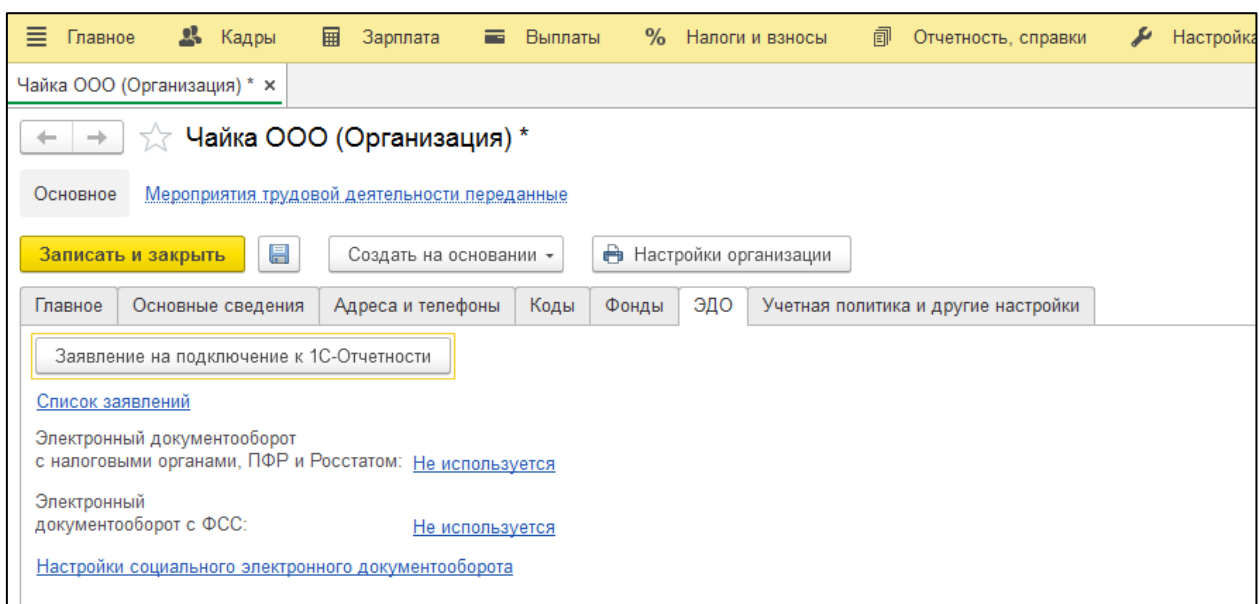 Главное Кадры Зарплата Выплаты % Налоги и взносы Отчетность, справки Настройка
Чайка ООО (Организация) * ×
Чайка ООО (Организация) *
Основное Мероприятия трудовой деятельности переданные
Записать и закрыть Создать на основании Настройки организации
Главное Основные сведения Адреса и телефоны Коды Фонды ЭДО Учетная политика и другие настройки
Заявление на подключение к 1С-Отчетности
Список заявлений
Электронный документооборот
с налоговыми органами, ПФР и Росстатом: Не используется
Электронный
документооборот с ФСС: Не используется
Настройки социального электронного документооборота